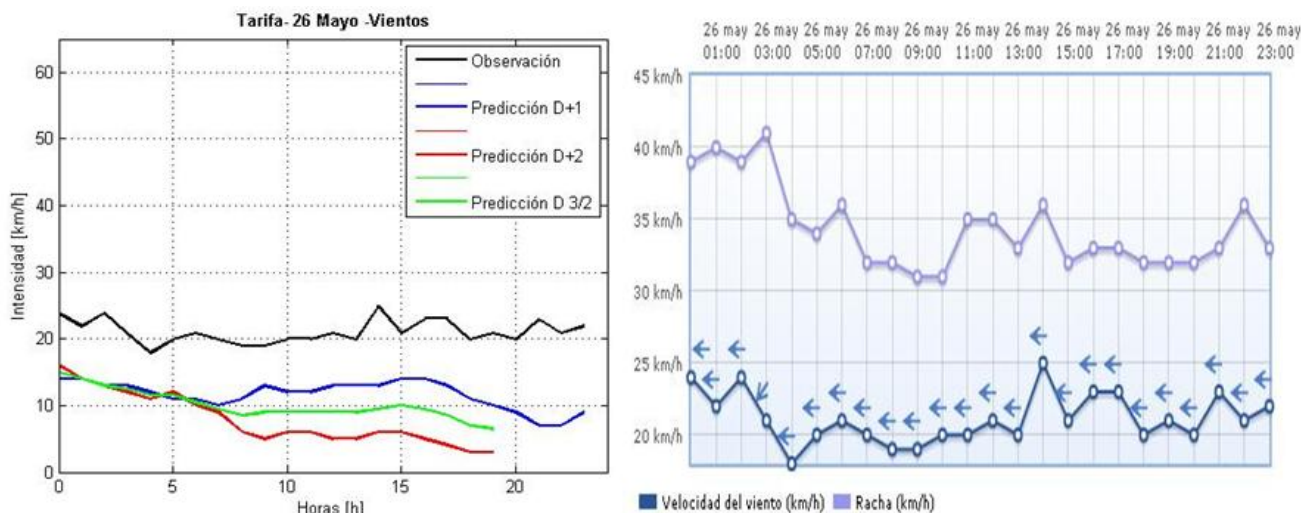 Tarifa- 26 Mayo -Vientos
Intensidad [km/h]
60
50
40
30
20
10
0
Observación
Predicción D+1
Predicción D+2
Predicción D 3/2
0 5 10 15 20
Horas [h]
26 may 26 may 26 may 26 may 26 may 26 may 26 may 26 may 26 may 26 may 26 may 26 may
01:00 03:00 05:00 07:00 09:00 11:00 13:00 15:00 17:00 19:00 21:00 23:00
45 km/h
40 km/h
35 km/h
30 km/h
25 km/h
20 km/h
Velocidad del viento (km/h) Racha (km/h)